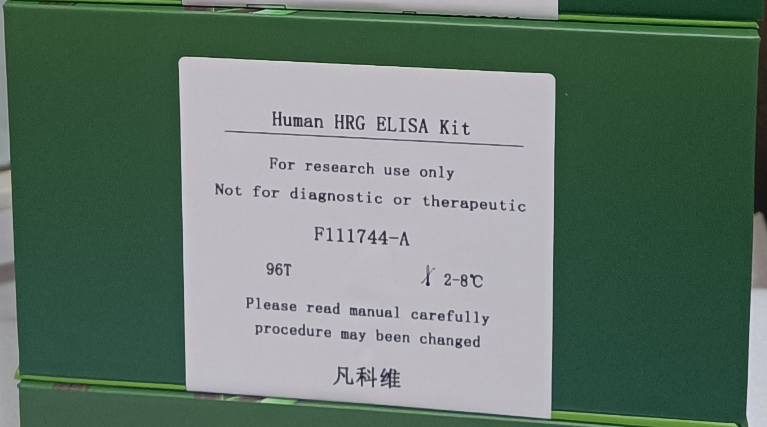 Human HRG ELISA Kit
For research use only
Not for diagnostic or therapeutic
F111744-A
96T 2-8℃
Please read manual carefully
procedure may been changed
凡科维